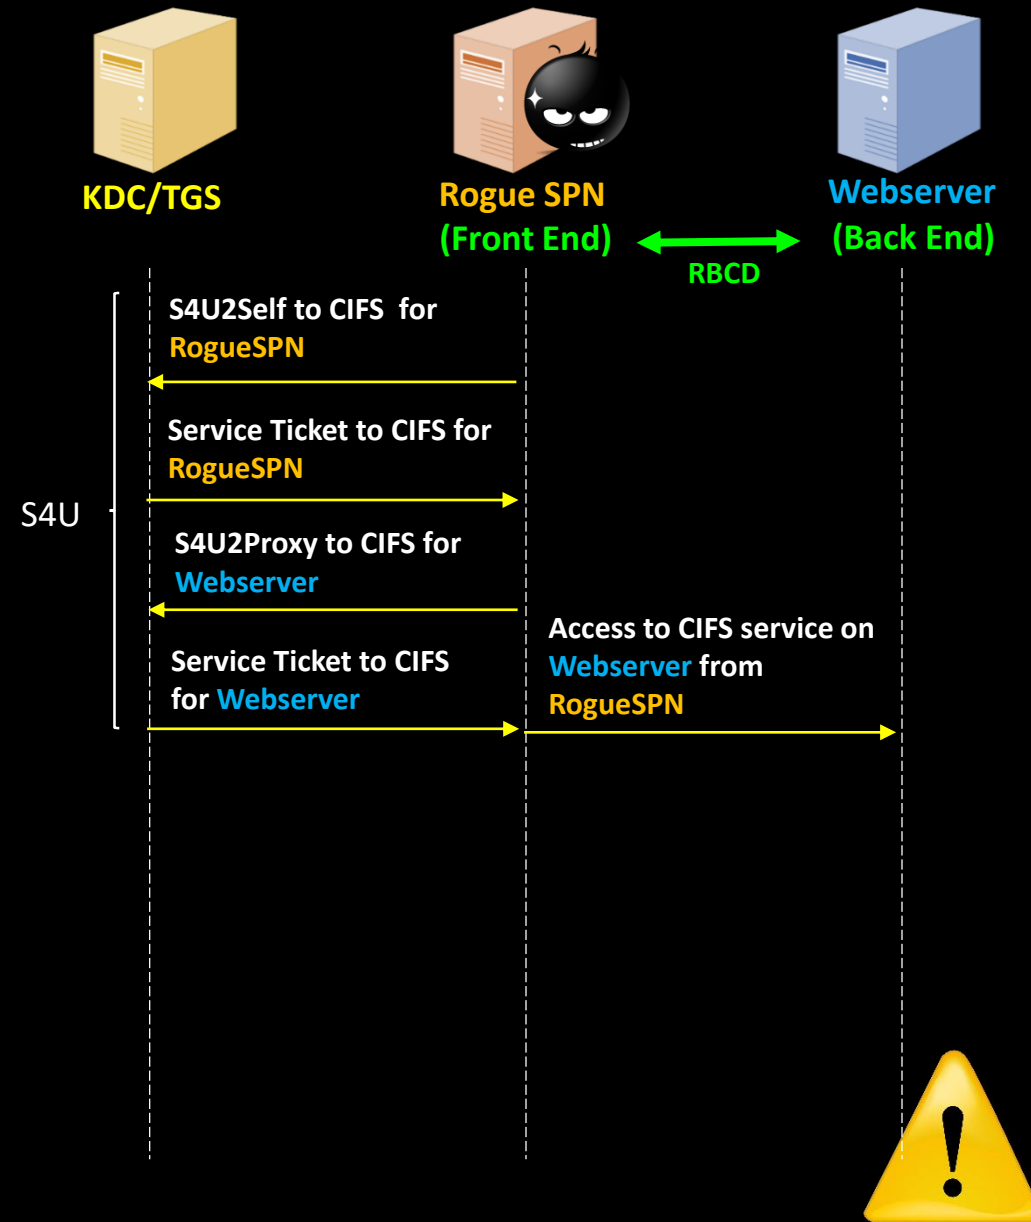 KDC/TGS
Rogue SPN
(Front End)
Webserver
(Back End)
RBCD
S4U
S4U2Self to CIFS for
RogueSPN
Service Ticket to CIFS for
RogueSPN
S4U2Proxy to CIFS for
Webserver
Service Ticket to CIFS
for Webserver
Access to CIFS service on
Webserver from
RogueSPN